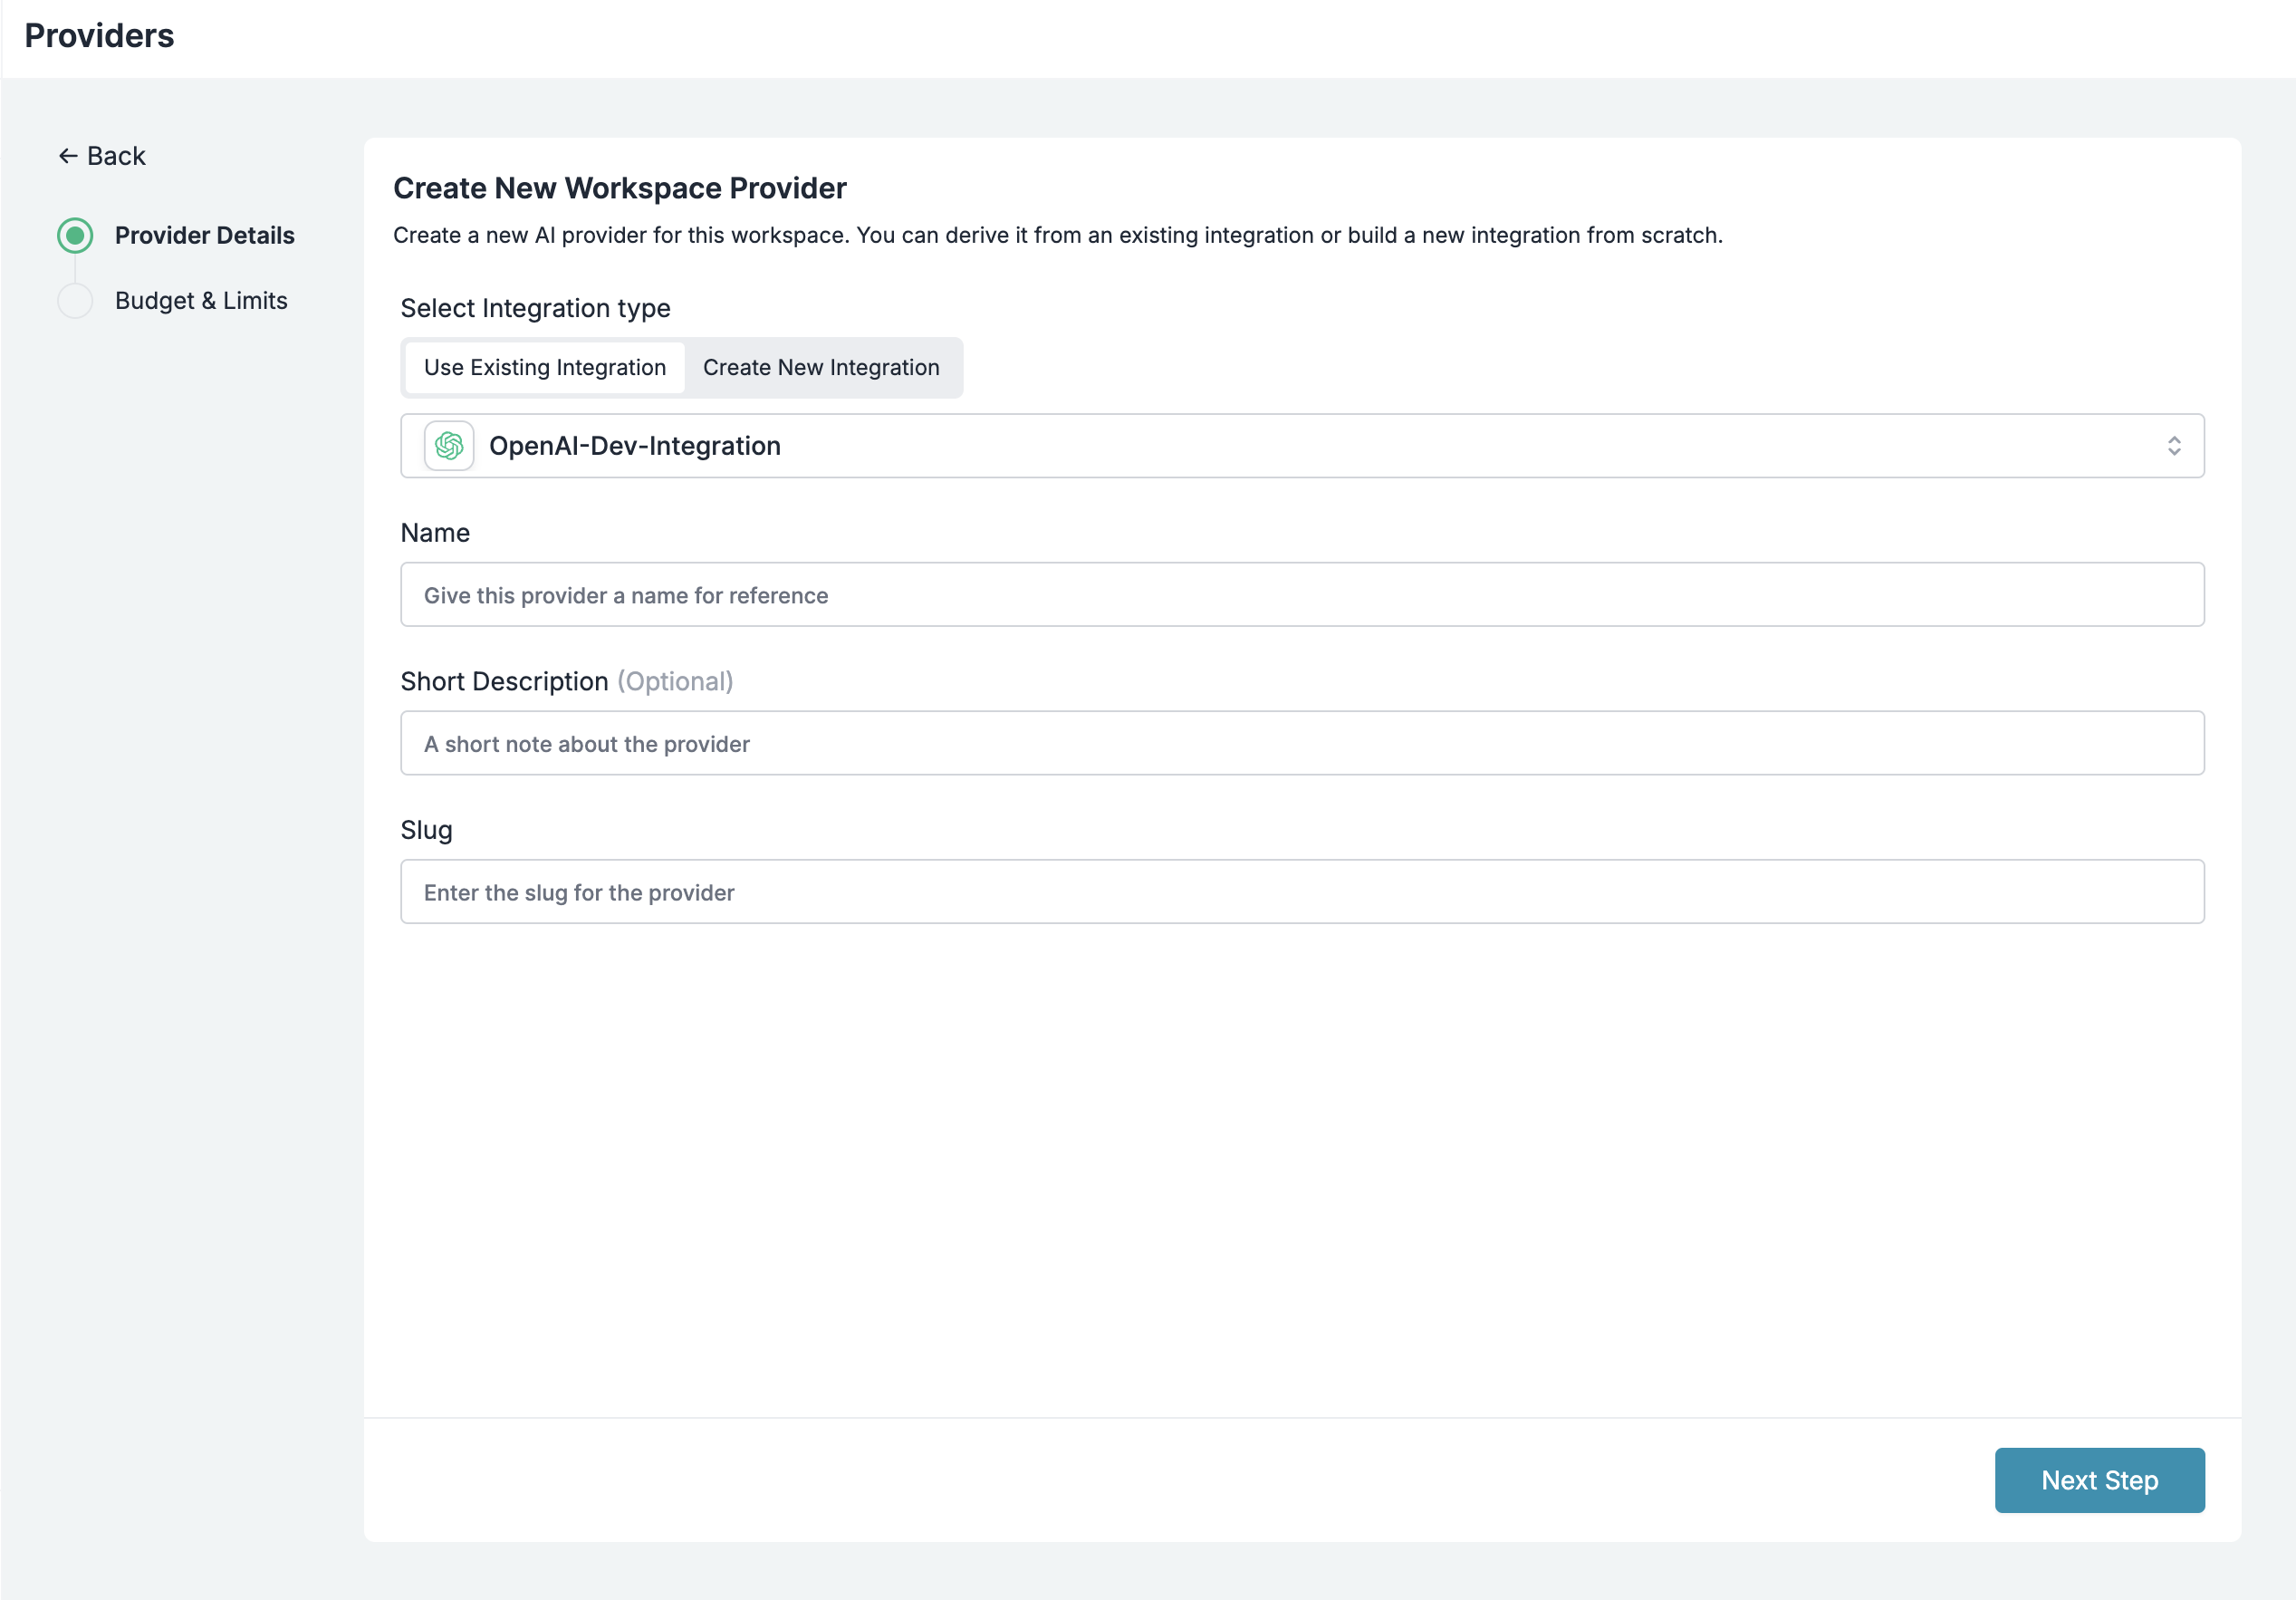 Providers
Back
Provider Details
Budget & Limits
Create New Workspace Provider
Create a new AI provider for this workspace. You can derive it from an existing integration or build a new integration from scratch.
Select Integration type
Use Existing Integration Create New Integration
OpenAI-Dev-Integration
Name
Give this provider a name for reference
Short Description (Optional)
A short note about the provider
Slug
Enter the slug for the provider
Next Step